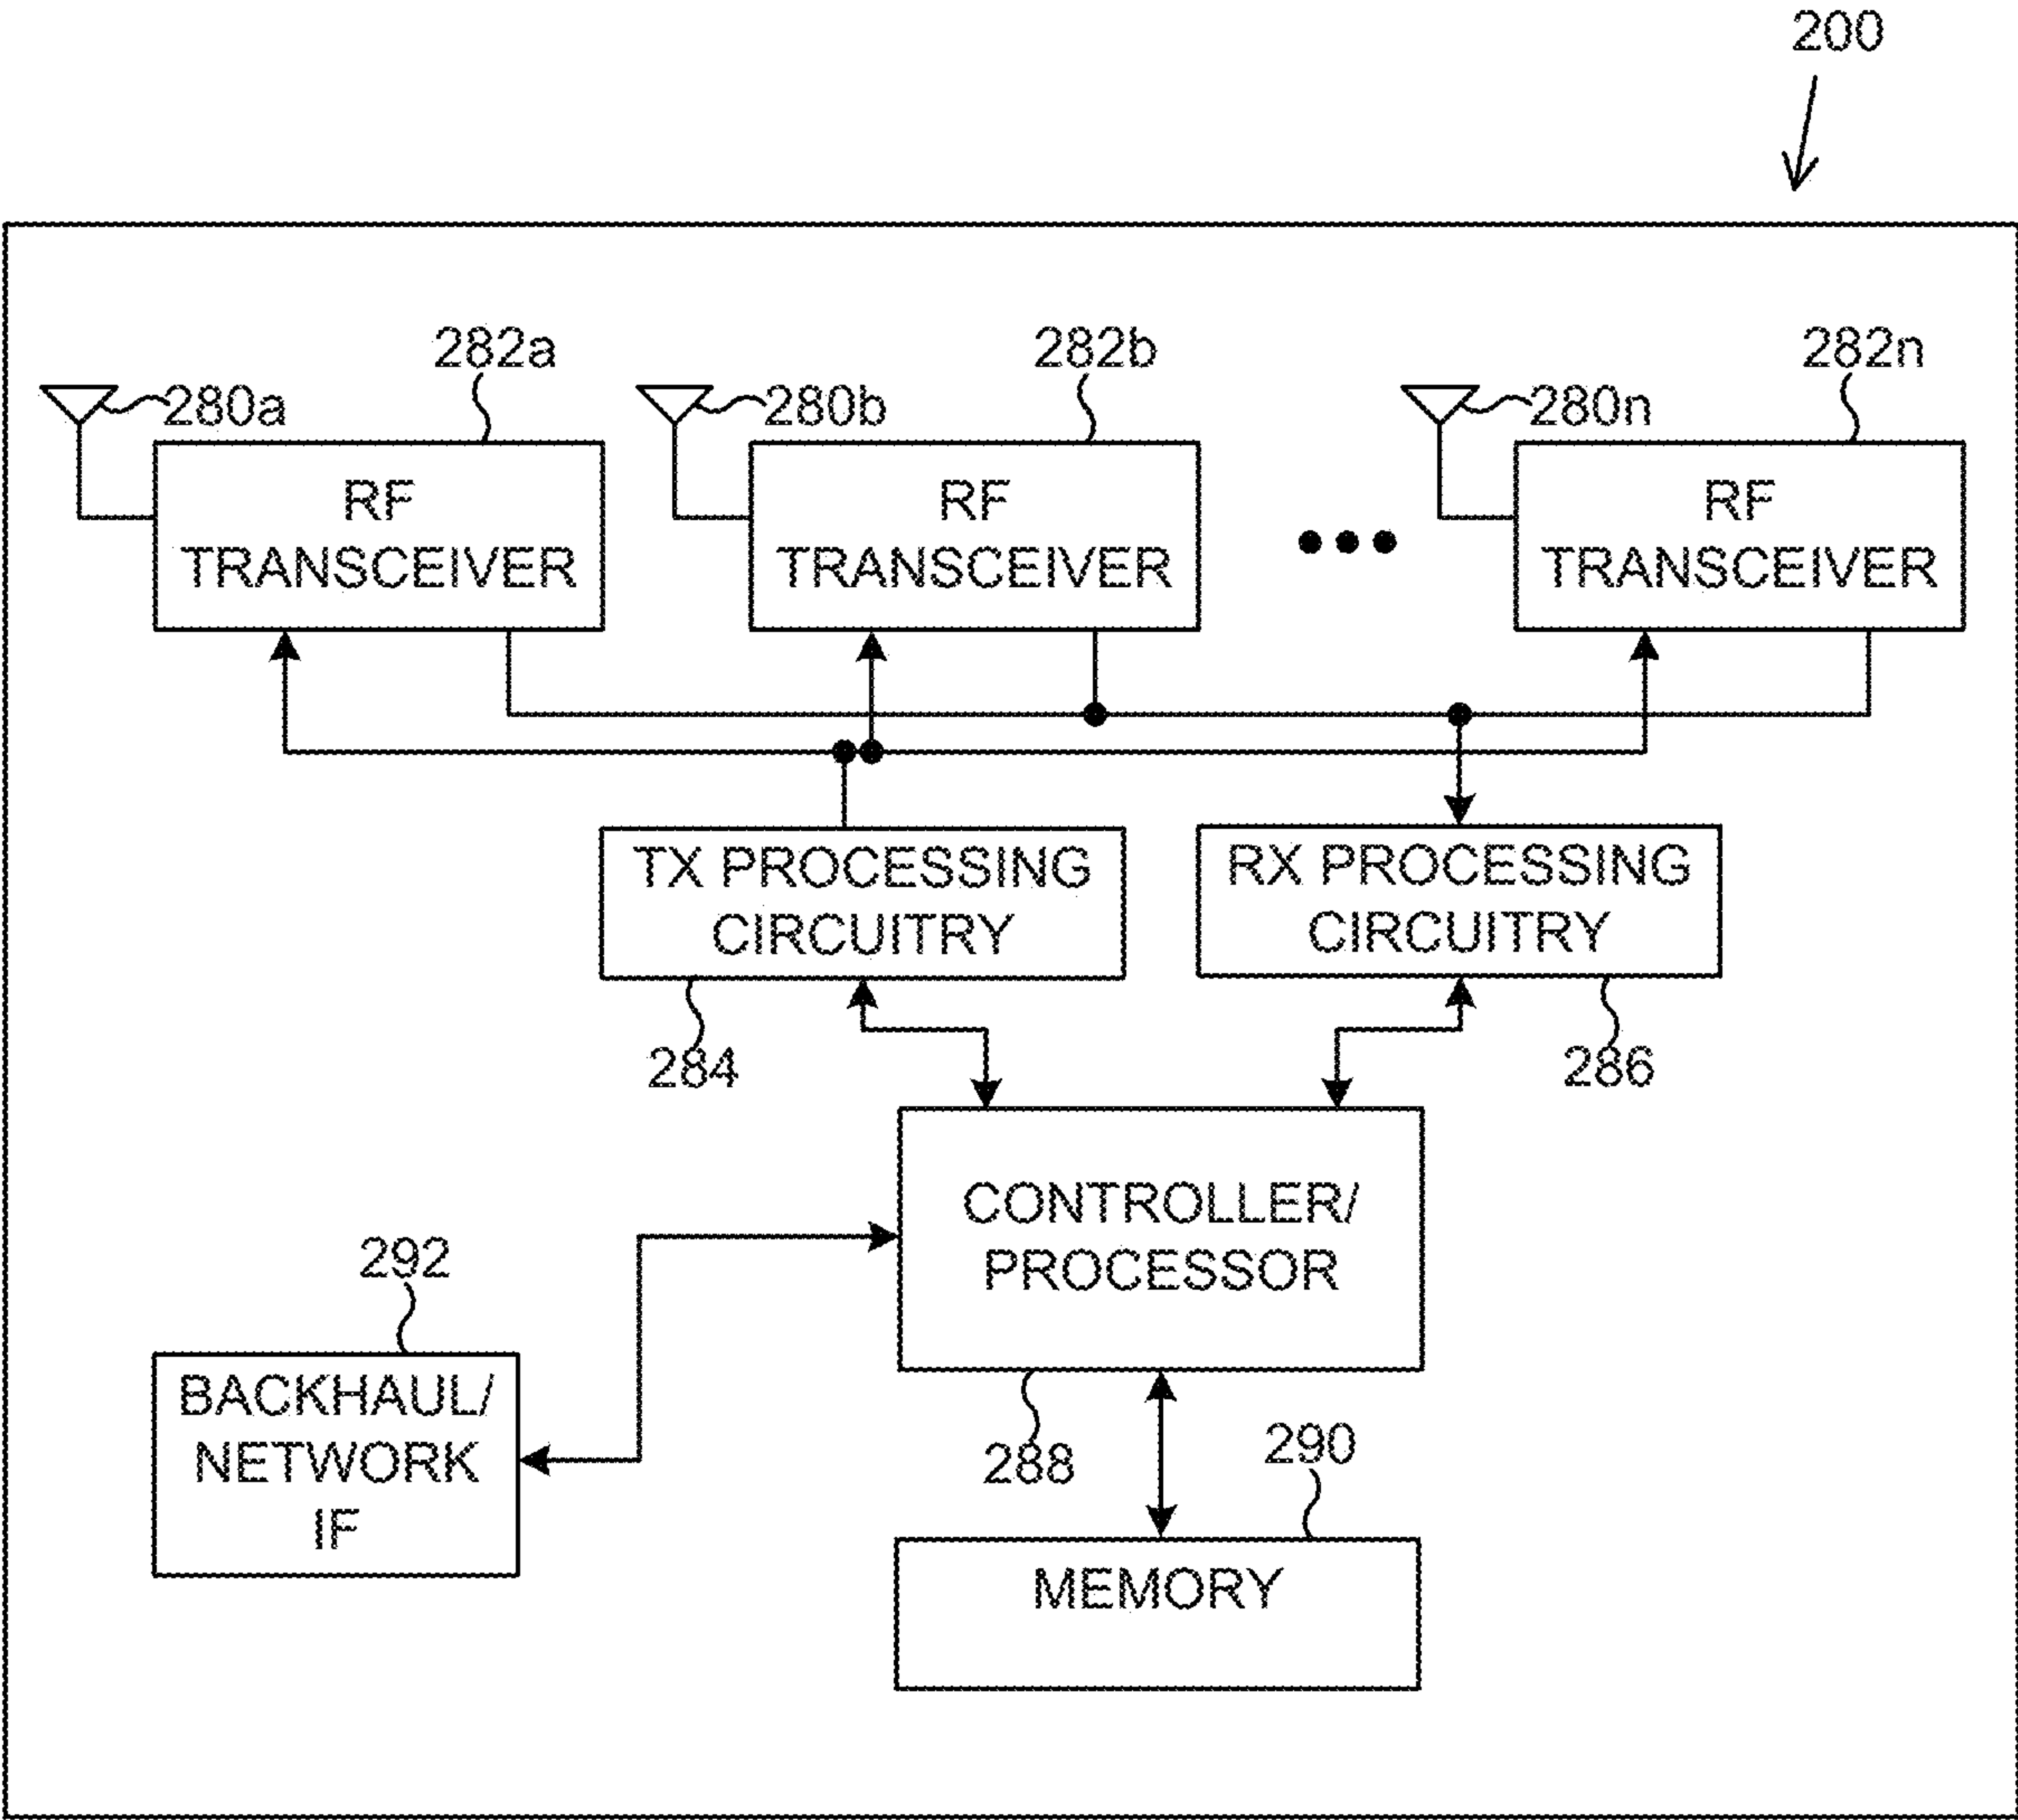 200
282a
282b
282n
280a
280b
280n
RF
TRANSCEIVER
RF
TRANSCEIVER
RF
TRANSCEIVER
TX PROCESSING
CIRCUITRY
RX PROCESSING
CIRCUITRY
284
286
CONTROLLER/
PROCESSOR
292
BACKHAUL/
NETWORK
IF
288
290
MEMORY